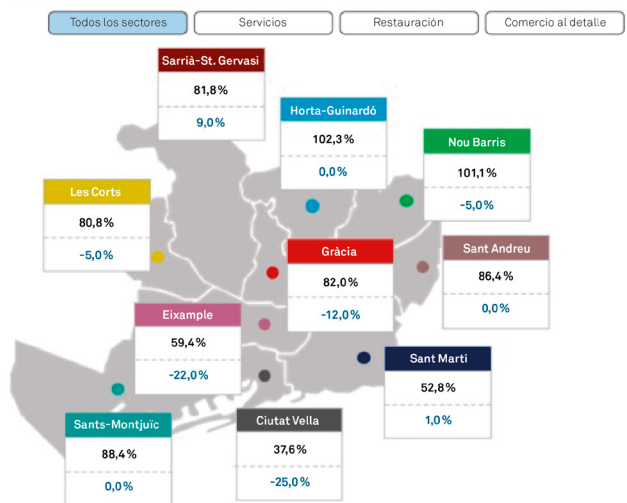 Todos los sectores
Servicios
Restauración
Comercio al detalle
Sarrià-St. Gervasi
81,8%
9,0%
Horta-Guinardó
102,3%
0,0%
Nou Barris
101,1%
-5,0%
Les Corts
80,8%
-5,0%
Gràcia
82,0%
-12,0%
Sant Andreu
86,4%
0,0%
Eixample
59,4%
-22,0%
Sant Martí
52,8%
1,0%
Sants-Montjuïc
88,4%
0,0%
Ciutat Vella
37,6%
-25,0%